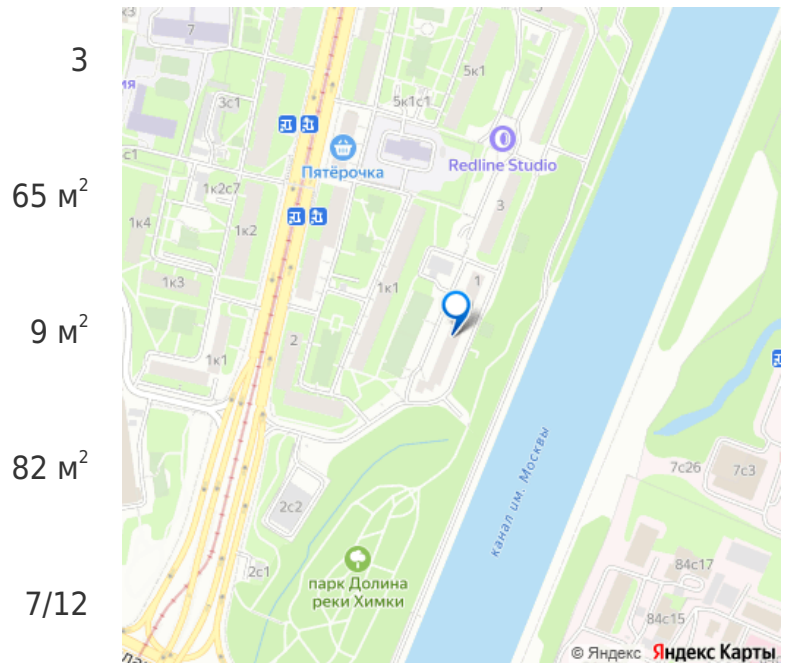 3
65 м²
9 м²
82 м²
7/12
7
3с1
5к1
5к1с1
Пятёрочка
Redline Studio
1к2с7
3
1к4
1к2
1к3
1к1
1
2
1к1
канал им. Москвы
7с26
7с3
2с2
2с1
парк Долина
реки Химки
84с17
84с15
© Яндекс Яндекс Карты